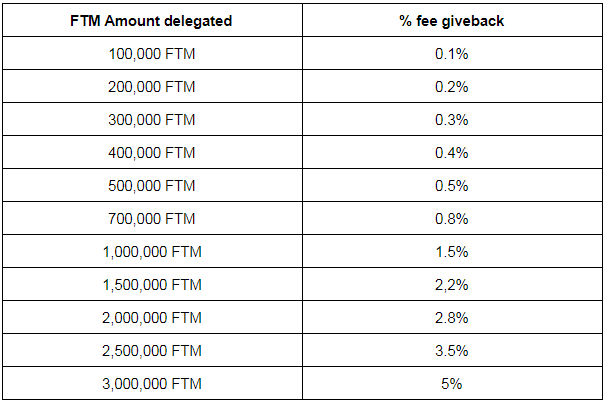 FTM Amount delegated % fee giveback
100,000 FTM 0.1%
200,000 FTM 0.2%
300,000 FTM 0.3%
400,000 FTM 0.4%
500,000 FTM 0.5%
700,000 FTM 0.8%
1,000,000 FTM 1.5%
1,500,000 FTM 2,2%
2,000,000 FTM 2.8%
2,500,000 FTM 3.5%
3,000,000 FTM 5%